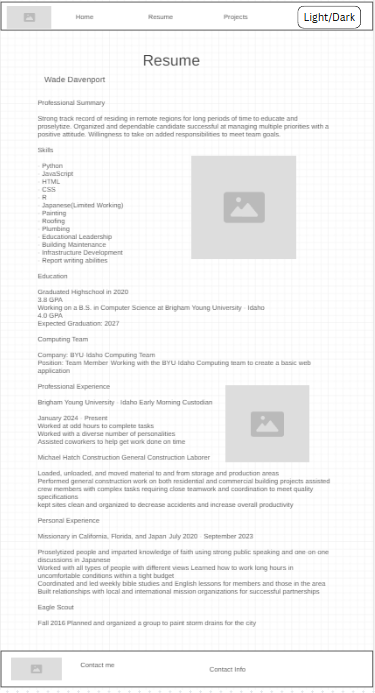 Home Resume Projects Light/Dark
Resume
Wade Davenport
Professional Summary
Strong track record of residing in remote regions for long periods of time to educate and
proselytize. Organized and dependable candidate successful at managing multiple priorities with a
positive attitude. Willingness to take on added responsibilities to meet team goals.
Skills
· Python
· JavaScript
· HTML
· CSS
· R
· Japanese(Limited Working)
· Painting
· Roofing
· Plumbing
· Educational Leadership
· Building Maintenance
· Infrastructure Development
· Report writing abilities
Education
Graduated Highschool in 2020
3.8 GPA
Working on a B.S. in Computer Science at Brigham Young University - Idaho
4.0 GPA
Expected Graduation: 2027
Computing Team
Company: BYU Idaho Computing Team
Position: Team Member Working with the BYU Idaho Computing team to create a basic web
application
Professional Experience
Brigham Young University - Idaho Early Morning Custodian
January 2024 - Present
Worked at add hours to complete tasks
Worked with a diverse number of personalities
Assisted coworkers to help get work done on time
Michael Hatch Construction General Construction Laborer
Loaded, unloaded, and moved material to and from storage and production areas
Performed general construction work on both residential and commercial building projects assisted
crew members with complex tasks requiring close teamwork and coordination to meet quality
specifications
kept sites clean and organized to decrease accidents and increase overall productivity
Personal Experience
Missionary in California, Florida, and Japan July 2020 September 2023
Proselytized people and imparted knowledge of faith using strong public speaking and one on one
discussions in Japanese
Worked with all types of people with different views Learned how to work long hours in
uncomfortable conditions within a tight budget
Coordinated and led weekly bible studies and English lessons for members and those in the area
Built relationships with local and international mission organizations for successful partnerships
Eagle Scout
Fall 2016 Planned and organized a group to paint storm drains for the city
Contact me Contact Info